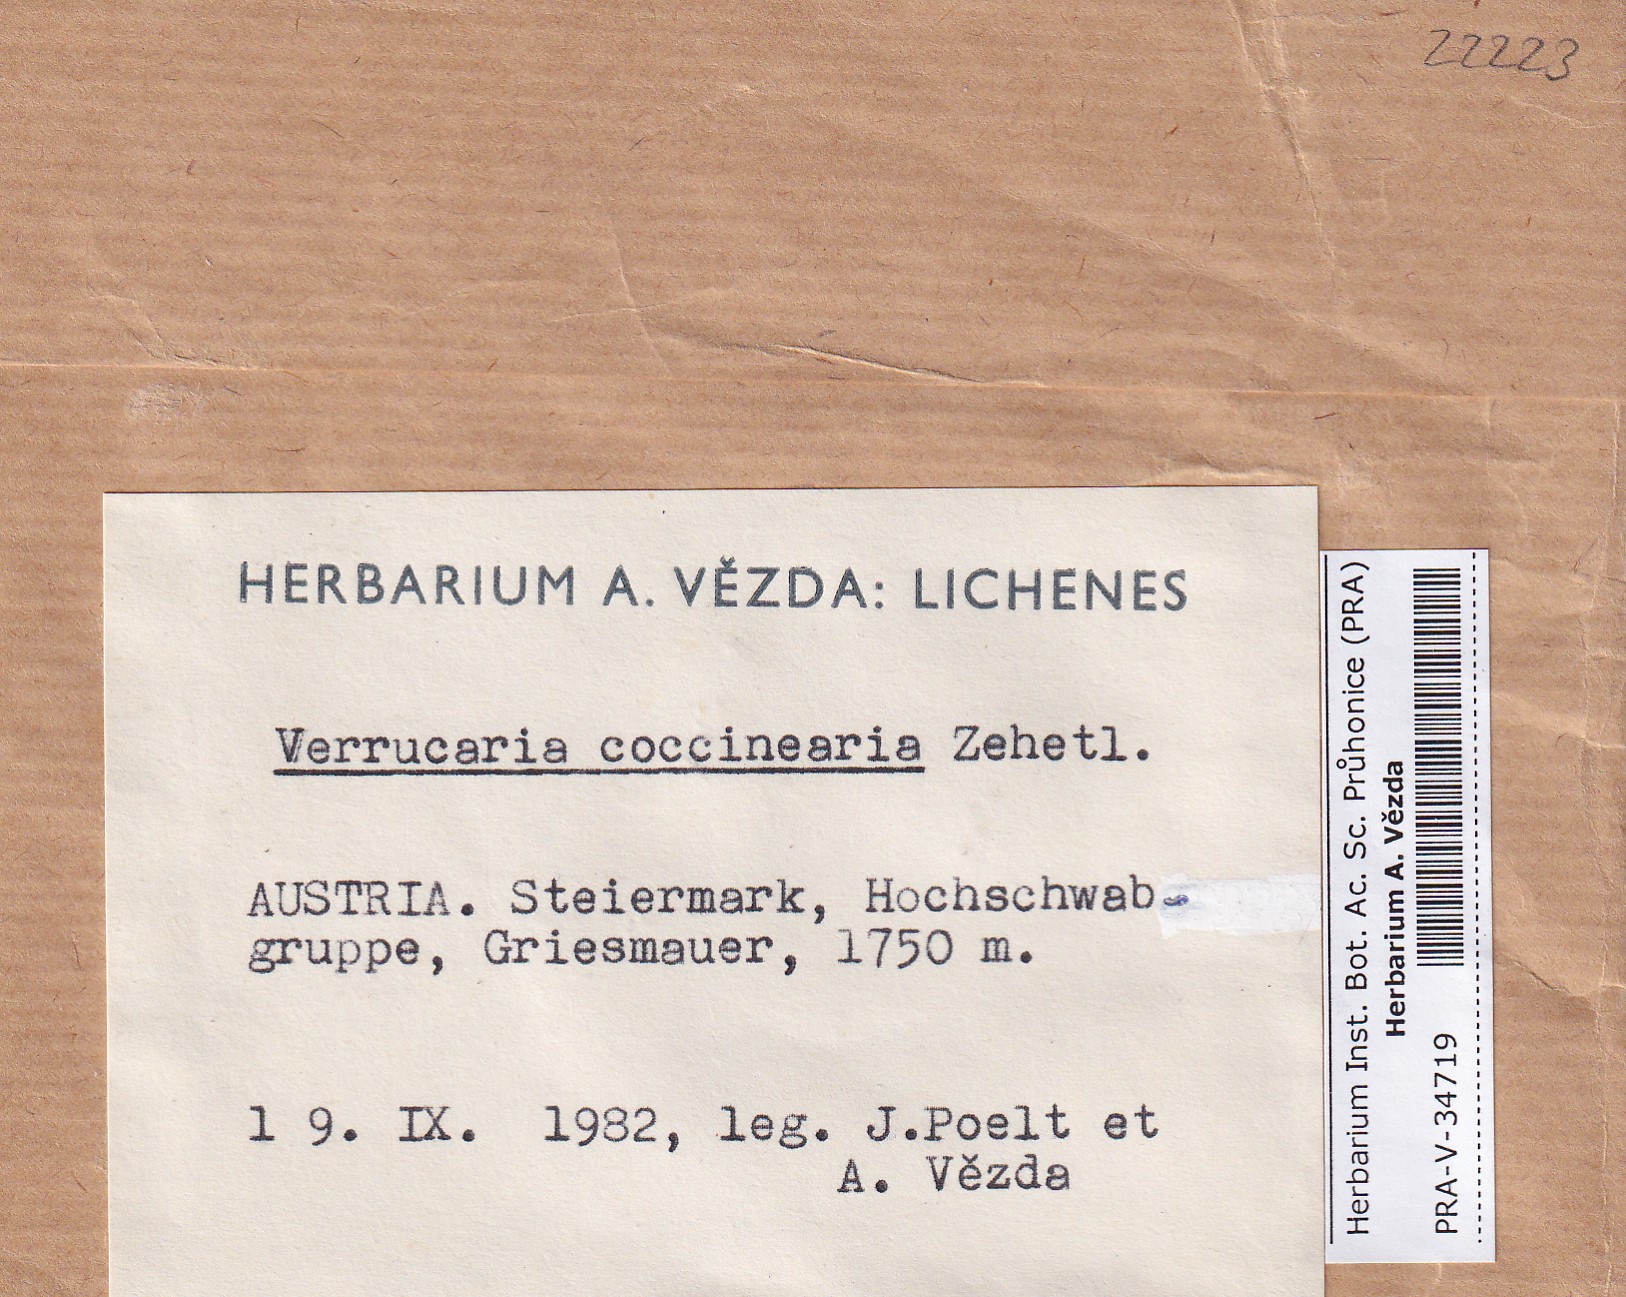 22223
HERBARIUM A. VĚZDA: LICHENES
Verrucaria coccinearia Zehetl.
AUSTRIA. Steiermark, Hochschwab-
gruppe, Griesmauer, 1750 m.
1 9. IX. 1982, leg. J.Poelt et
A. Vězda
Herbarium Inst. Bot. Ac. Sc. Průhonice (PRA)
Herbarium A. Vězda
PRA-V-34719